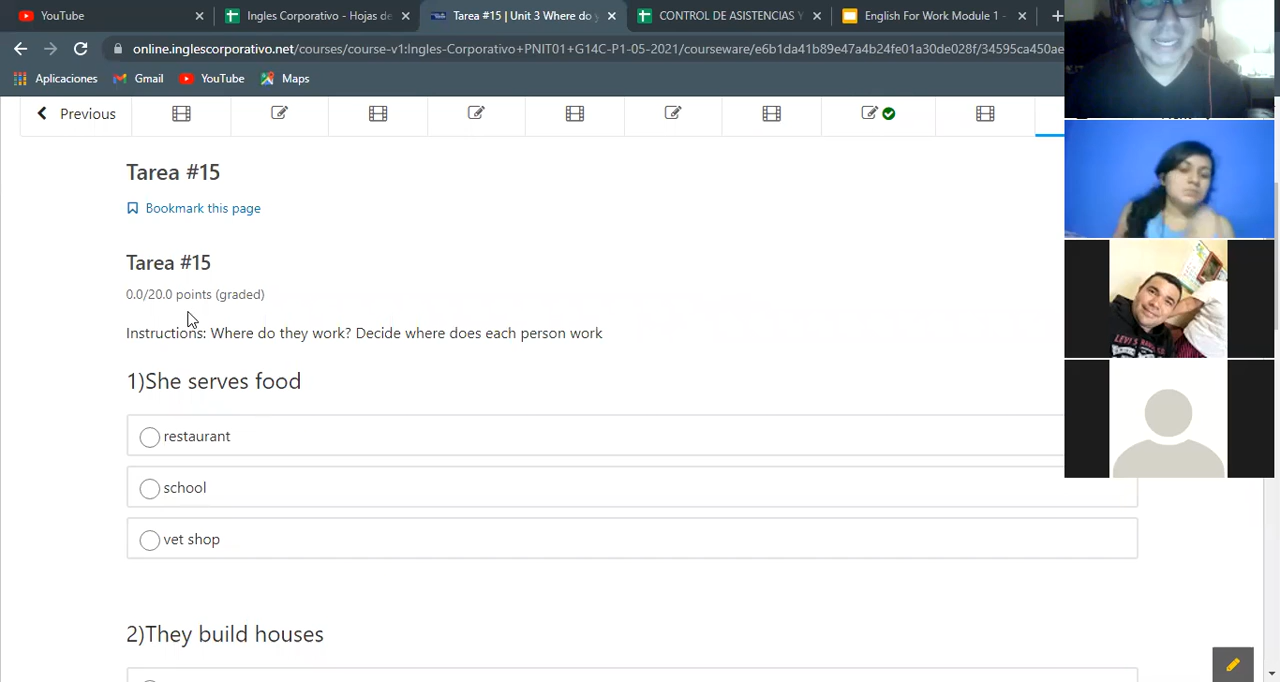 YouTube
Ingles Corporativo - Hojas de
Tarea #15 | Unit 3 Where do y
CONTROL DE ASISTENCIAS Y
English For Work Module 1 -
online.inglescorporativo.net/courses/course-v1:Ingles-Corporativo+PNIT01+G14C-P1-05-2021/courseware/e6b1da41b89e47a4b24fe01a30de028f/34595ca450ae
Aplicaciones
Gmail
YouTube
Maps
Previous
Tarea #15
Bookmark this page
Tarea #15
0.0/20.0 points (graded)
Instructions: Where do they work? Decide where does each person work
1)She serves food
restaurant
school
vet shop
2)They build houses